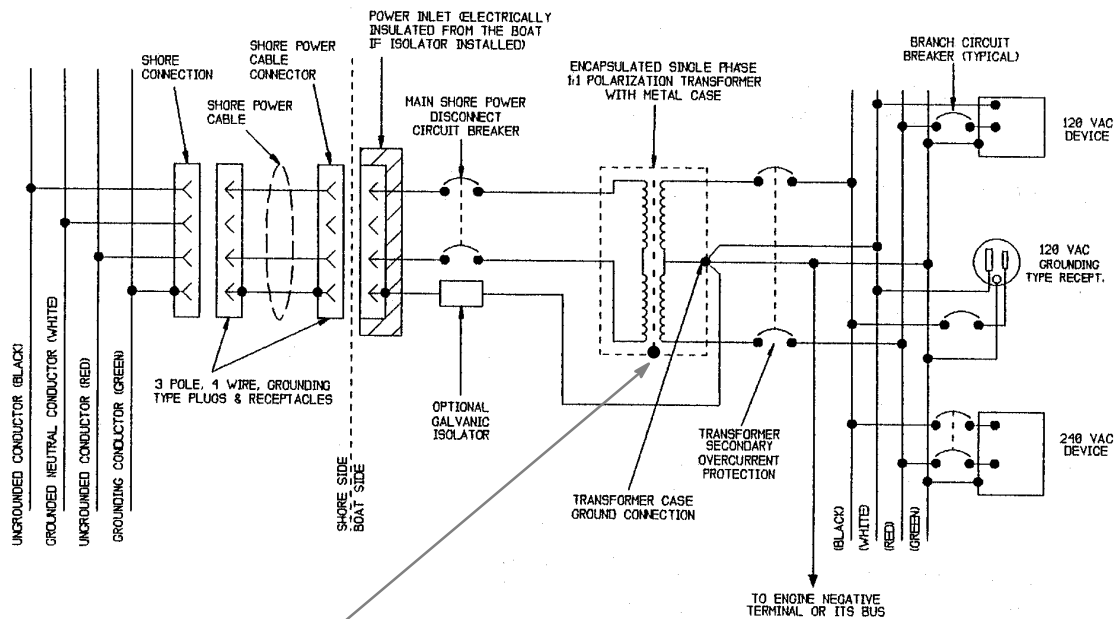 POWER INLET (ELECTRICALLY
INSULATED FROM THE BOAT
IF ISOLATOR INSTALLED)
SHORE
CONNECTION
SHORE POWER
CABLE
CONNECTOR
SHORE POWER
CABLE
MAIN SHORE POWER
DISCONNECT
CIRCUIT BREAKER
ENCAPSULATED SINGLE PHASE
1:1 POLARIZATION TRANSFORMER
WITH METAL CASE
BRANCH CIRCUIT
BREAKER (TYPICAL)
120 VAC
DEVICE
120 VAC
GROUNDING
TYPE RECEPT.
240 VAC
DEVICE
3 POLE, 4 WIRE, GROUNDING
TYPE PLUGS & RECEPTACLES
OPTIONAL
GALVANIC
ISOLATOR
TRANSFORMER
SECONDARY
OVERCURRENT
PROTECTION
TRANSFORMER CASE
GROUND CONNECTION
UNGROUNDED CONDUCTOR (BLACK)
GROUNDED NEUTRAL CONDUCTOR (WHITE)
UNGROUNDED CONDUCTOR (RED)
GROUNDING CONDUCTOR (GREEN)
SHORE SIDE
BOAT SIDE
(BLACK)
(WHITE)
(RED)
(GREEN)
TO ENGINE NEGATIVE
TERMINAL OR ITS BUS